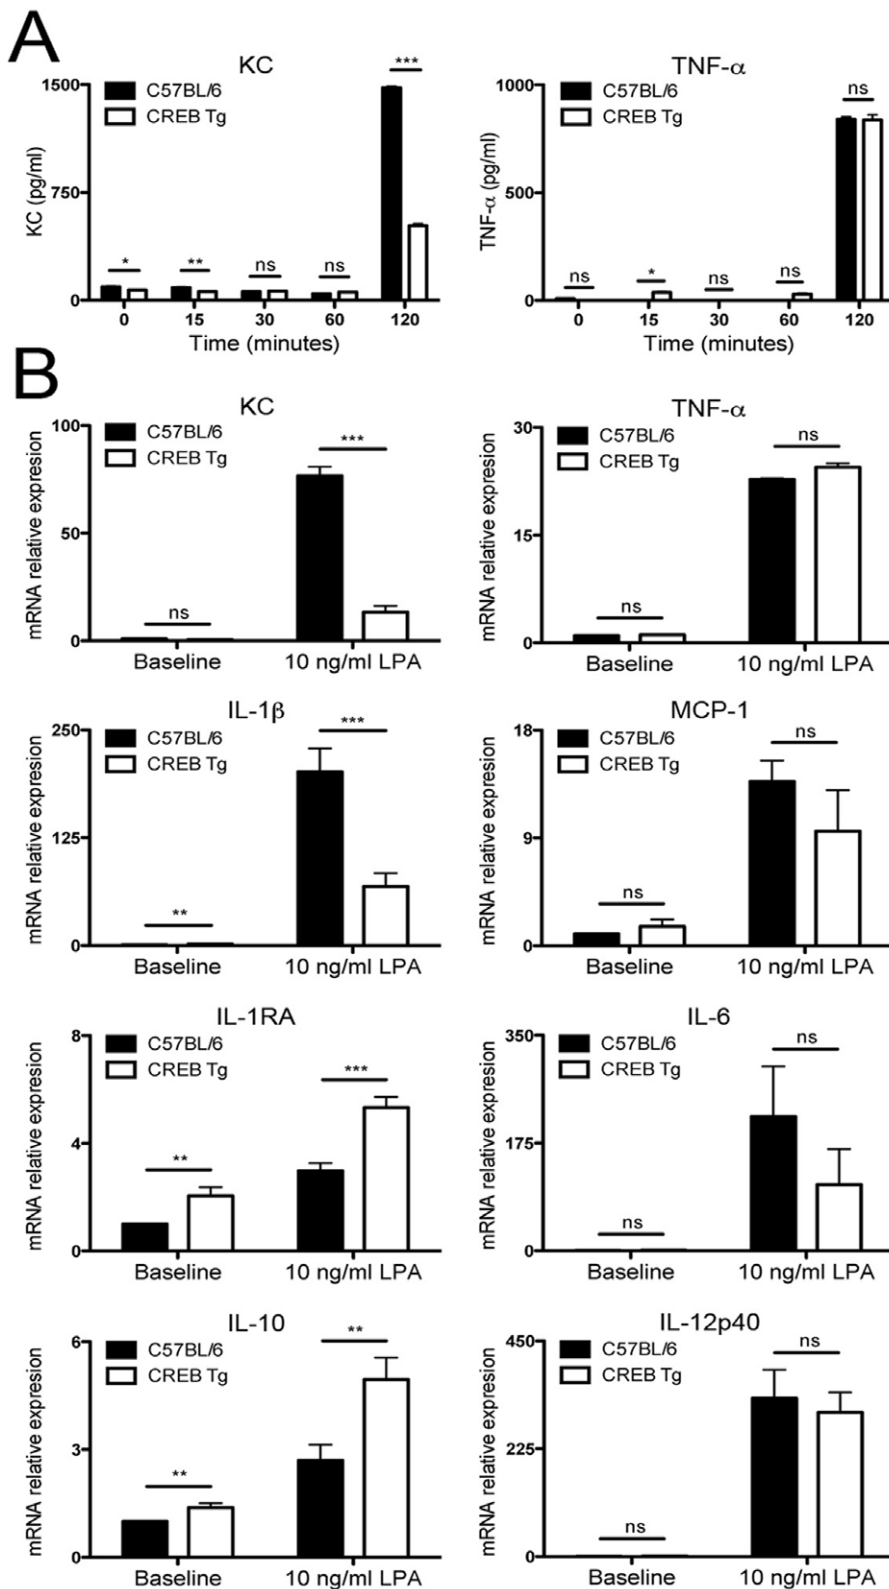 A
KC
***
1500
C57BL/6
CREB Tg
KC (pg/ml)
750
*
**
ns
ns
0
0 15 30 60 120
Time (minutes)
TNF-α
ns
1000
C57BL/6
CREB Tg
TNF-α (pg/ml)
500
ns
*
ns
ns
0
0 15 30 60 120
Time (minutes)
B
KC
100
C57BL/6
CREB Tg
***
mRNA relative expresion
50
ns
0
Baseline 10 ng/ml LPA
TNF-α
30
C57BL/6
CREB Tg
ns
mRNA relative expresion
15
ns
0
Baseline 10 ng/ml LPA
IL-1β
250
C57BL/6
CREB Tg
***
mRNA relative expresion
125
**
0
Baseline 10 ng/ml LPA
MCP-1
18
C57BL/6
CREB Tg
ns
mRNA relative expresion
9
ns
0
Baseline 10 ng/ml LPA
IL-1RA
8
C57BL/6
CREB Tg
***
mRNA relative expresion
4
**
0
Baseline 10 ng/ml LPA
IL-6
350
C57BL/6
CREB Tg
ns
mRNA relative expresion
175
ns
0
Baseline 10 ng/ml LPA
IL-10
6
C57BL/6
CREB Tg
**
mRNA relative expresion
3
**
0
Baseline 10 ng/ml LPA
IL-12p40
450
C57BL/6
CREB Tg
ns
mRNA relative expresion
225
ns
0
Baseline 10 ng/ml LPA